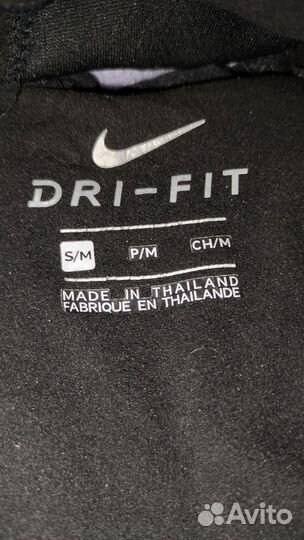 DRI-FIT
S/M P/M CH/M
MADE IN THAILAND
FABRIQUE EN THAILANDE
Avito